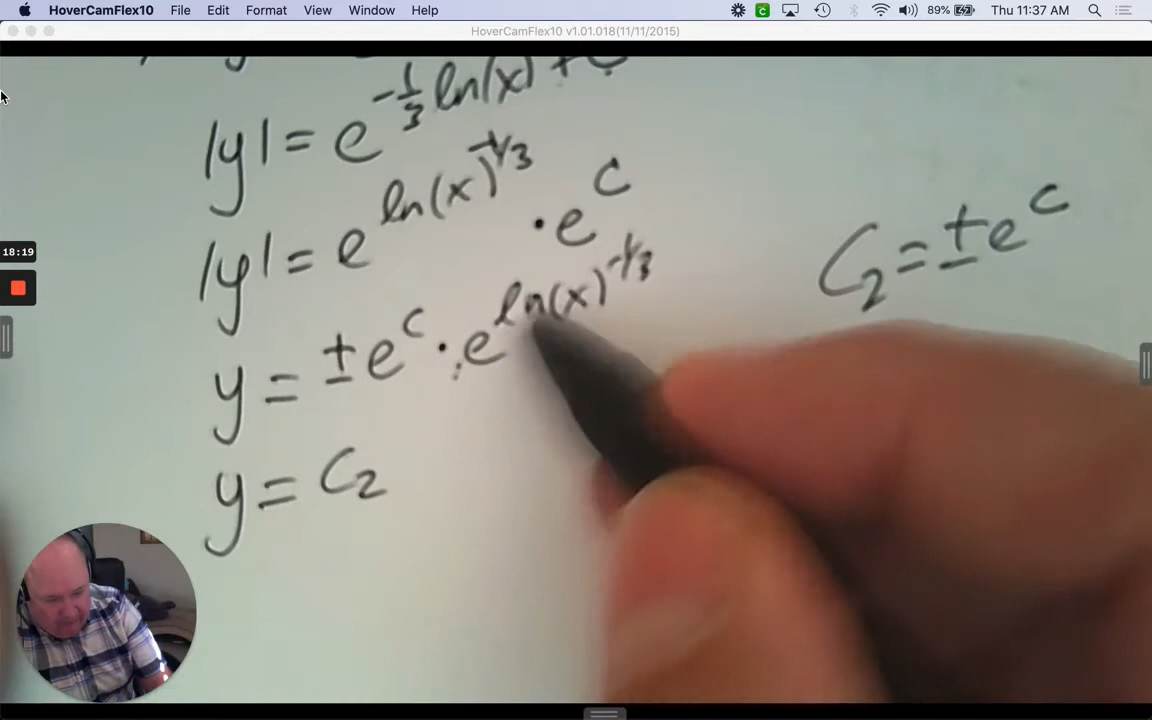 HoverCamFlex10 File Edit Format View Window Help 89% Thu 11:37 AM
HoverCamFlex10 v1.01.018(11/11/2015)
|y| = e^{-1/3 ln(x) + C}
|y| = e^{ln(x)^{-1/3}} · e^{C}
C₂ = ±e^{C}
18:19
y = ±e^{C} · e^{ln(x)^{-1/3}}
y = C₂